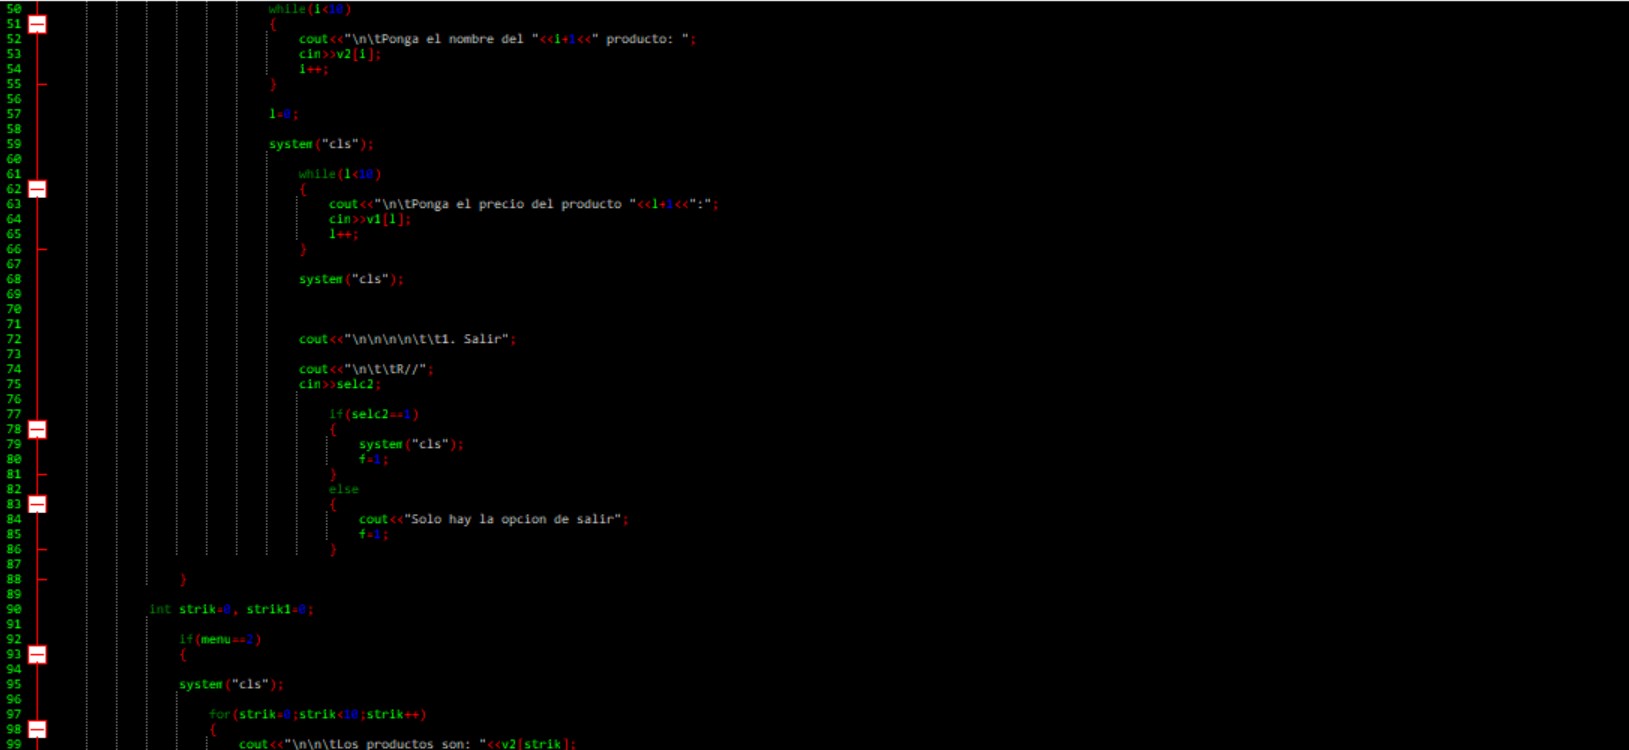 50 while(i<10)
51 {
52 cout<<"\n\tPonga el nombre del "<<i+1<<" producto: ";
53 cin>>v2[i];
54 i++;
55 }
56
57 l=0;
58
59 system("cls");
60
61 while(l<10)
62 {
63 cout<<"\n\tPonga el precio del producto "<<l+1<<":";
64 cin>>v1[l];
65 l++;
66 }
67
68 system("cls");
69
70
71
72 cout<<"\n\n\n\n\t\t1. Salir";
73
74 cout<<"\n\t\tR//";
75 cin>>selc2;
76
77 if(selc2==1)
78 {
79 system("cls");
80 f=1;
81 }
82 else
83 {
84 cout<<"Solo hay la opcion de salir";
85 f=1;
86 }
87
88 }
89
90 int strik=0, strik1=0;
91
92 if(menu==2)
93 {
94
95 system("cls");
96
97 for(strik=0;strik<10;strik++)
98 {
99 cout<<"\n\n\tLos productos son: "<<v2[strik];